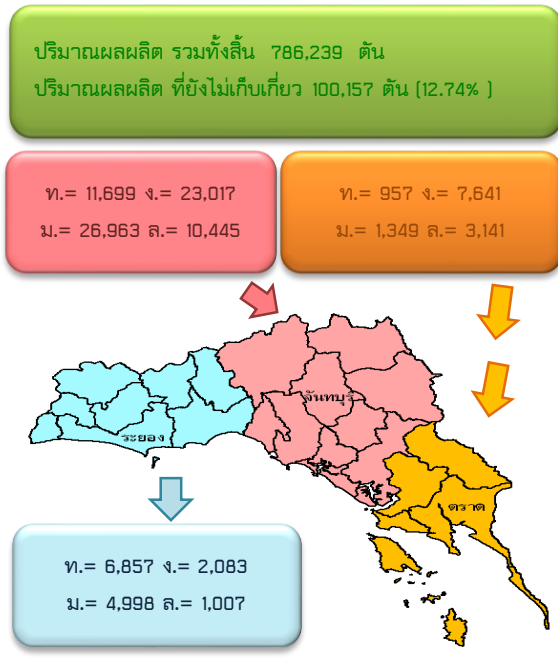 ปริมาณผลผลิต รวมทั้งสิ้น 786,239 ตัน
ปริมาณผลผลิต ที่ยังไม่เก็บเกี่ยว 100,157 ตัน (12.74% )
ท.= 11,699 ง.= 23,017
ม.= 26,963 ล.= 10,445
ท.= 957 ง.= 7,641
ม.= 1,349 ล.= 3,141
จันทบุรี
ระยอง
ตราด
ท.= 6,857 ง.= 2,083
ม.= 4,998 ล.= 1,007